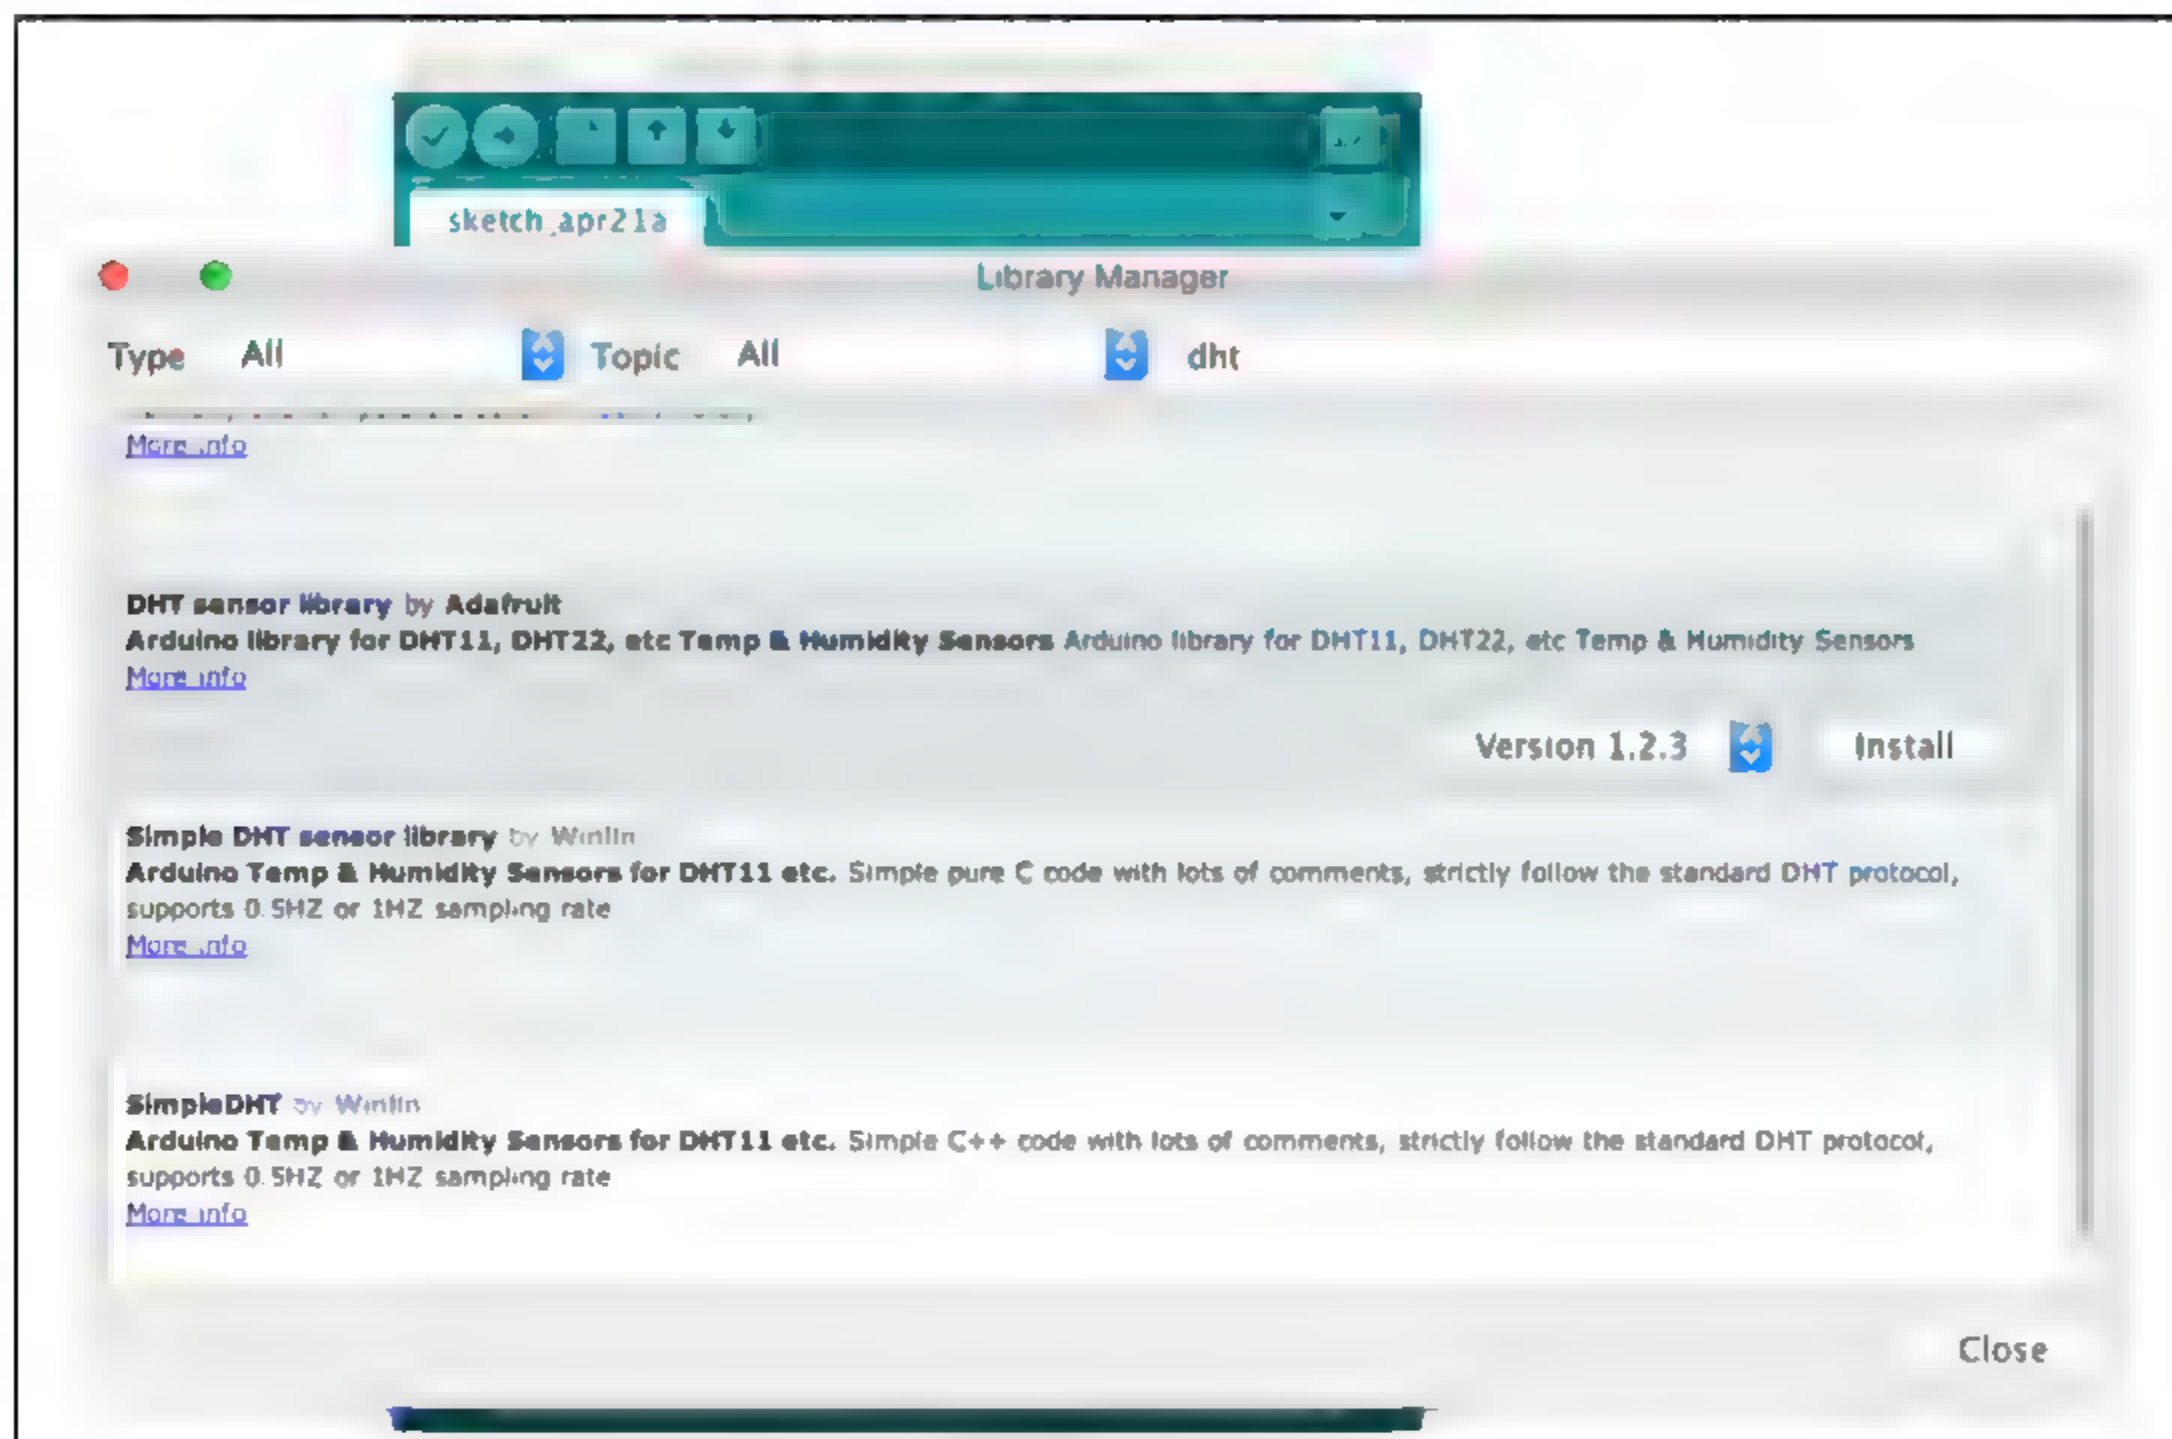 sketch_apr21a
Library Manager
Type All Topic All dht
More info
DHT sensor library by Adafruit
Arduino library for DHT11, DHT22, etc Temp & Humidity Sensors Arduino library for DHT11, DHT22, etc Temp & Humidity Sensors
More info
Version 1.2.3 Install
Simple DHT sensor library by Winlin
Arduino Temp & Humidity Sensors for DHT11 etc. Simple pure C code with lots of comments, strictly follow the standard DHT protocol,
supports 0.5HZ or 1HZ sampling rate
More info
SimpleDHT by Winlin
Arduino Temp & Humidity Sensors for DHT11 etc. Simple C++ code with lots of comments, strictly follow the standard DHT protocol,
supports 0.5HZ or 1HZ sampling rate
More info
Close